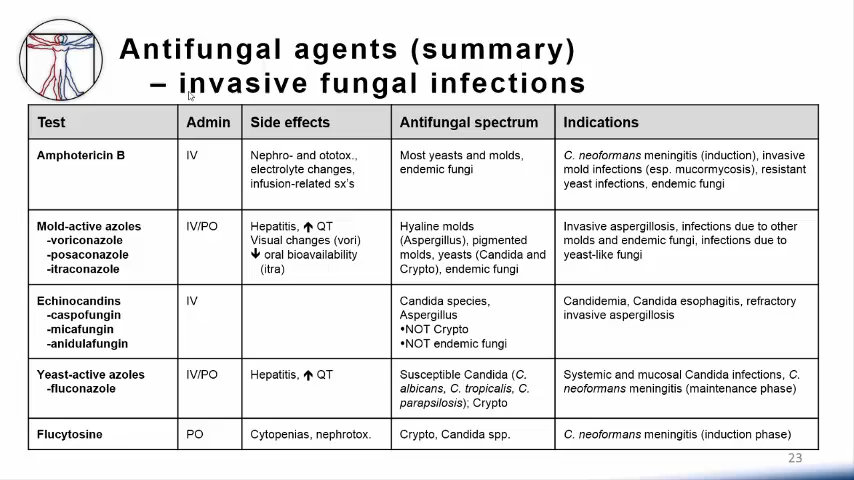 Antifungal agents (summary)
– invasive fungal infections
Test
Admin
Side effects
Antifungal spectrum
Indications
Amphotericin B
IV
Nephro- and ototox.,
electrolyte changes,
infusion-related sx's
Most yeasts and molds,
endemic fungi
C. neoformans meningitis (induction), invasive
mold infections (esp. mucormycosis), resistant
yeast infections, endemic fungi
Mold-active azoles
-voriconazole
-posaconazole
-itraconazole
IV/PO
Hepatitis, 🡅 QT
Visual changes (vori)
🡇 oral bioavailability
(itra)
Hyaline molds
(Aspergillus), pigmented
molds, yeasts (Candida and
Crypto), endemic fungi
Invasive aspergillosis, infections due to other
molds and endemic fungi, infections due to
yeast-like fungi
Echinocandins
-caspofungin
-micafungin
-anidulafungin
IV
Candida species,
Aspergillus
•NOT Crypto
•NOT endemic fungi
Candidemia, Candida esophagitis, refractory
invasive aspergillosis
Yeast-active azoles
-fluconazole
IV/PO
Hepatitis, 🡅 QT
Susceptible Candida (C.
albicans, C. tropicalis, C.
parapsilosis); Crypto
Systemic and mucosal Candida infections, C.
neoformans meningitis (maintenance phase)
Flucytosine
PO
Cytopenias, nephrotox.
Crypto, Candida spp.
C. neoformans meningitis (induction phase)
23